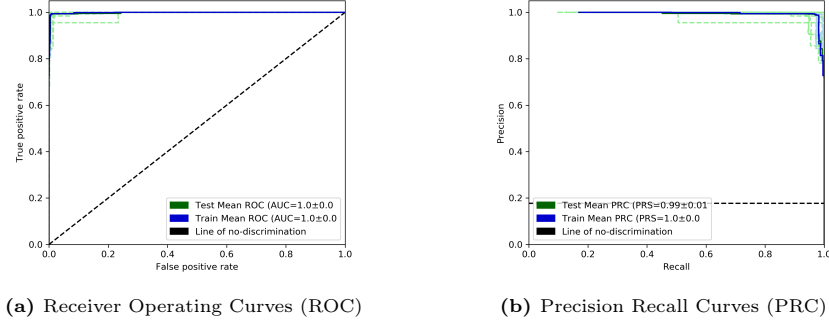 1.0
0.8
0.6
0.4
0.2
0.0
True positive rate
0.0 0.2 0.4 0.6 0.8 1.0
False positive rate
Test Mean ROC (AUC=1.0±0.0
Train Mean ROC (AUC=1.0±0.0
Line of no-discrimination
(a) Receiver Operating Curves (ROC)
1.0
0.8
0.6
0.4
0.2
0.0
Precision
0.0 0.2 0.4 0.6 0.8 1.0
Recall
Test Mean PRC (PRS=0.99±0.01
Train Mean PRC (PRS=1.0±0.0
Line of no-discrimination
(b) Precision Recall Curves (PRC)